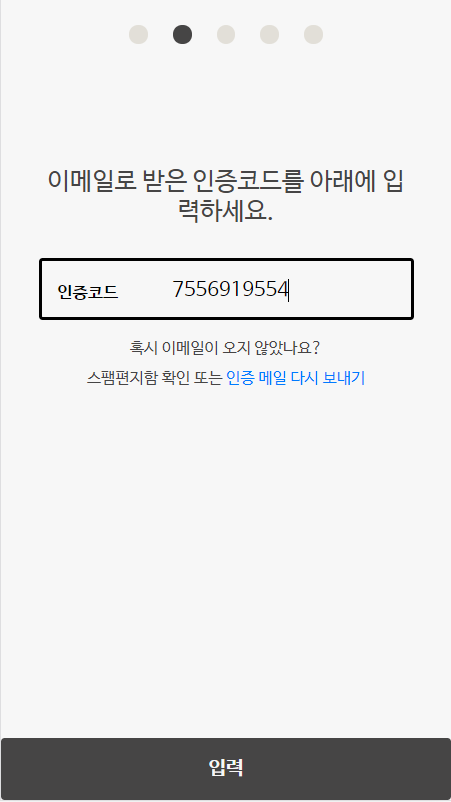 이메일로 받은 인증코드를 아래에 입
력하세요.
인증코드 7556919554
혹시 이메일이 오지 않았나요?
스팸편지함 확인 또는 인증 메일 다시 보내기
입력